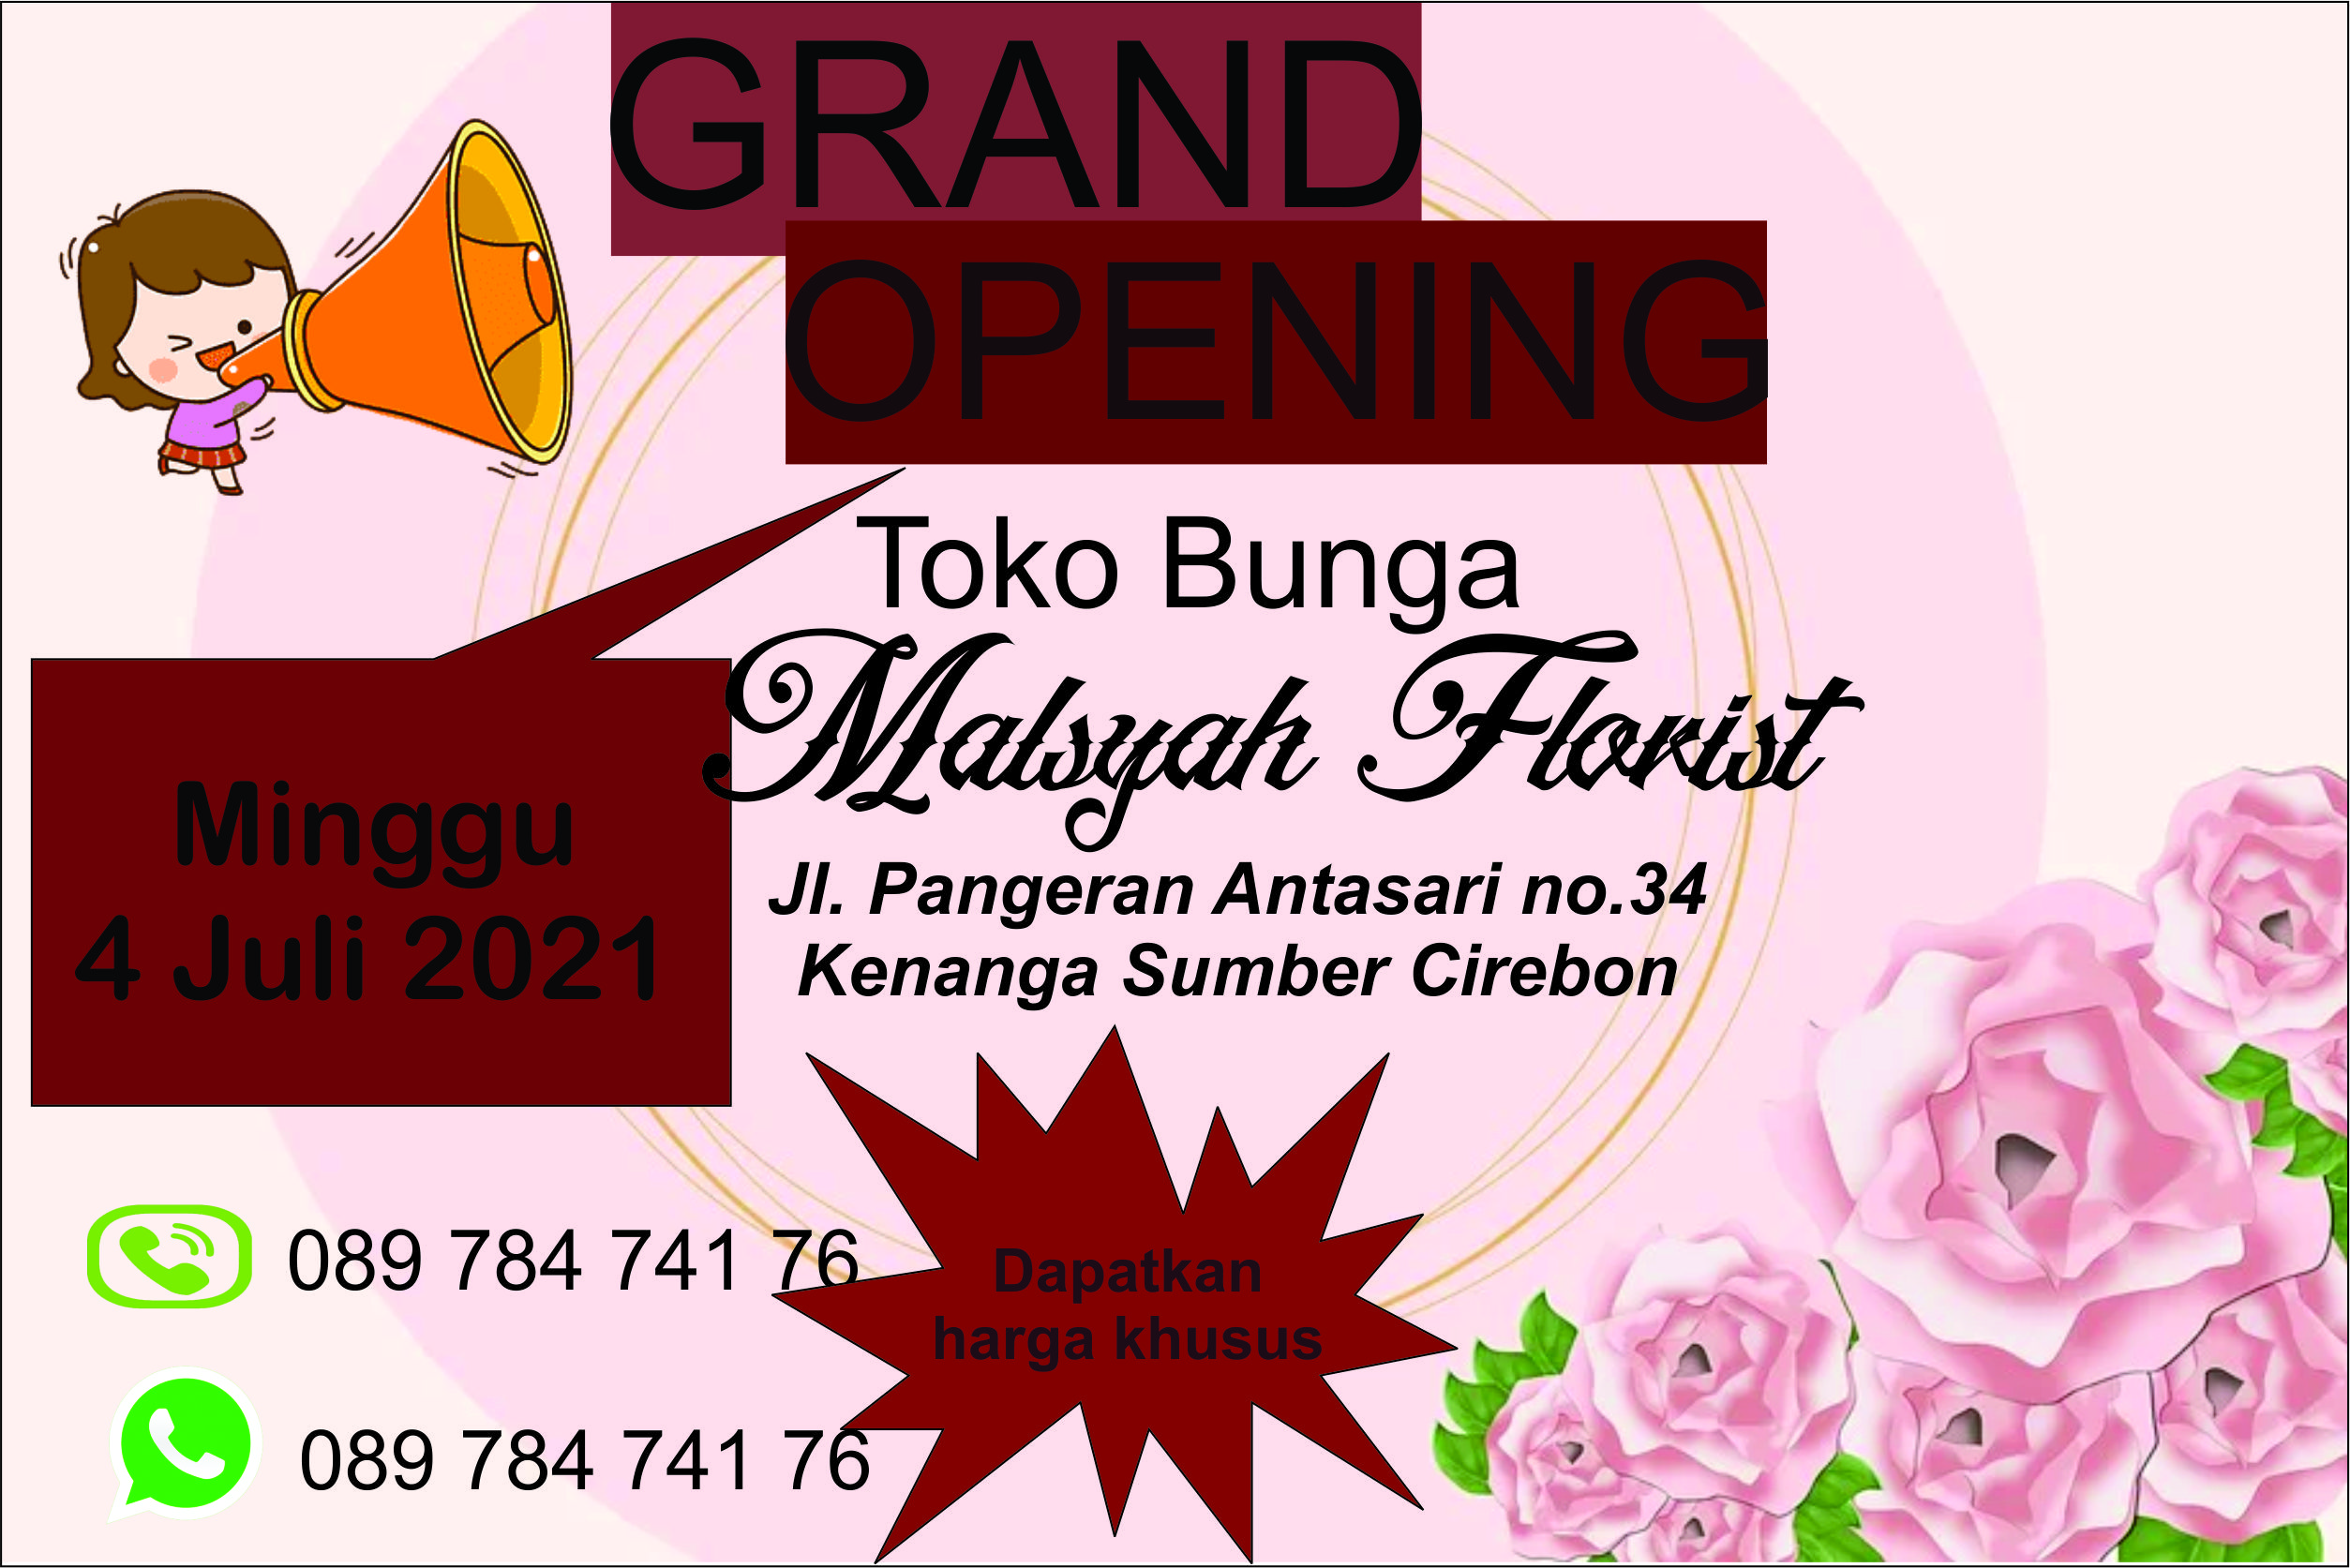 GRAND
OPENING
Toko Bunga
Malsyah Florist
Jl. Pangeran Antasari no.34
Kenanga Sumber Cirebon
Minggu
4 Juli 2021
089 784 741 76
089 784 741 76
Dapatkan
harga khusus